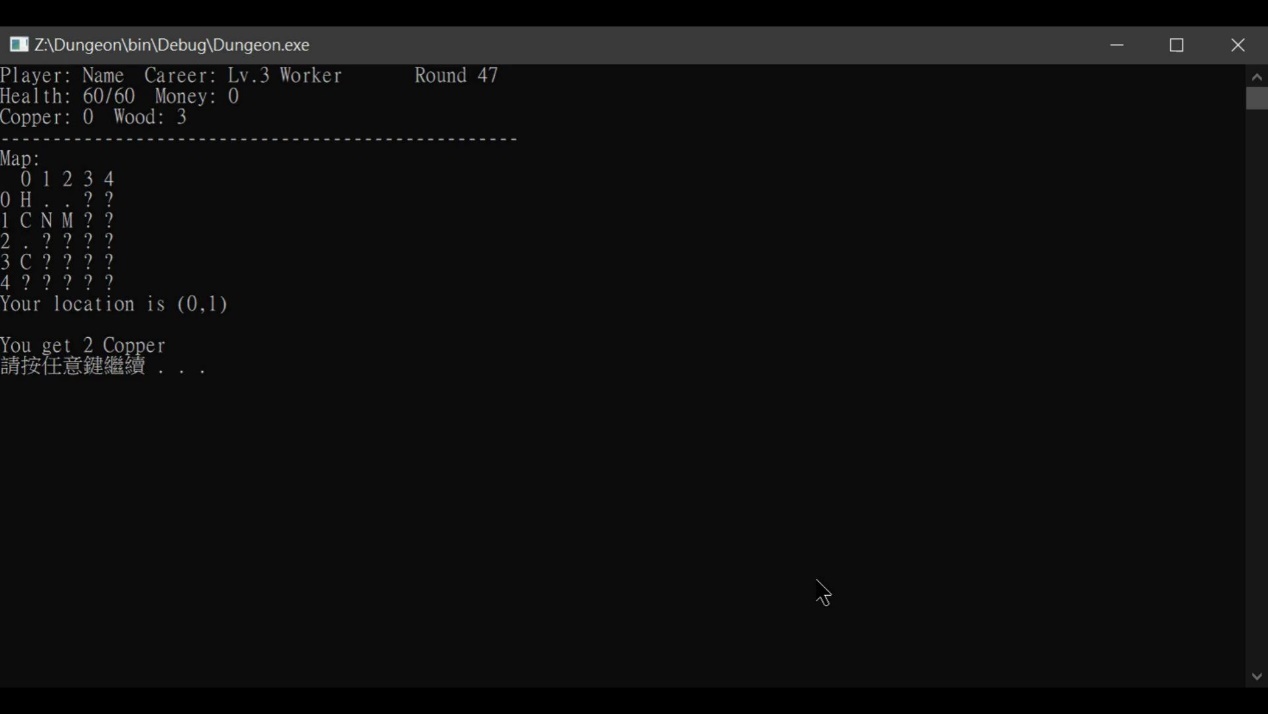 Z:\Dungeon\bin\Debug\Dungeon.exe
Player: Name  Career: Lv.3 Worker       Round 47
Health: 60/60  Money: 0
Copper: 0  Wood: 3
--------------------------------------------------
Map:
  0 1 2 3 4
0 H . . ? ?
1 C N M ? ?
2 . ? ? ? ?
3 C ? ? ? ?
4 ? ? ? ? ?
Your location is (0,1)
You get 2 Copper
請按任意鍵繼續 . . .